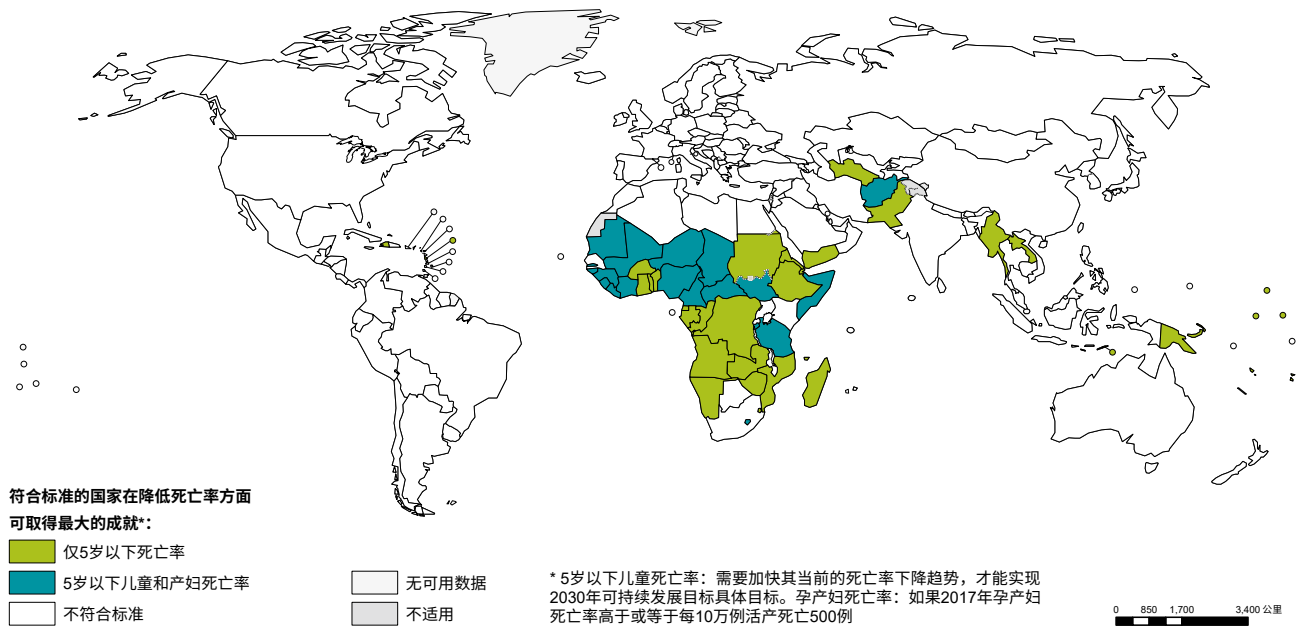 符合标准的国家在降低死亡率方面
可取得最大的成就*：
仅5岁以下死亡率
5岁以下儿童和产妇死亡率
不符合标准
无可用数据
不适用
* 5岁以下儿童死亡率：需要加快其当前的死亡率下降趋势，才能实现
2030年可持续发展目标具体目标。孕产妇死亡率：如果2017年孕产妇
死亡率高于或等于每10万例活产死亡500例
0 850 1,700 3,400 公里